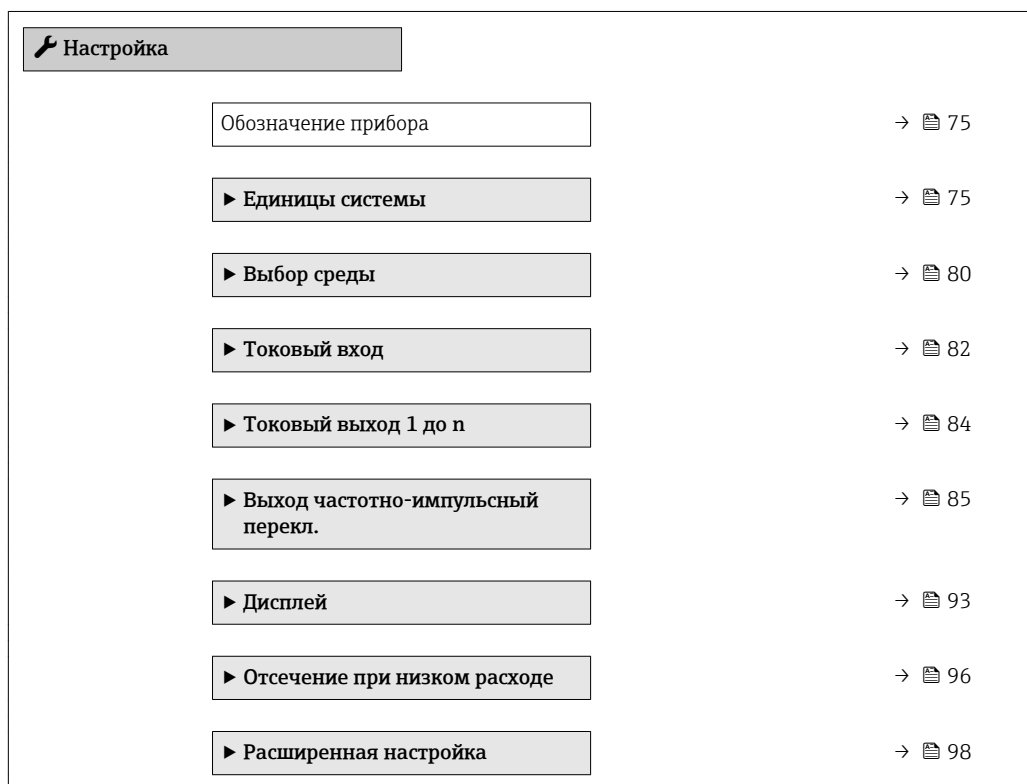 Настройка
Обозначение прибора → 75
▶ Единицы системы → 75
▶ Выбор среды → 80
▶ Токовый вход → 82
▶ Токовый выход 1 до n → 84
▶ Выход частотно-импульсный → 85
перекл.
▶ Дисплей → 93
▶ Отсечение при низком расходе → 96
▶ Расширенная настройка → 98